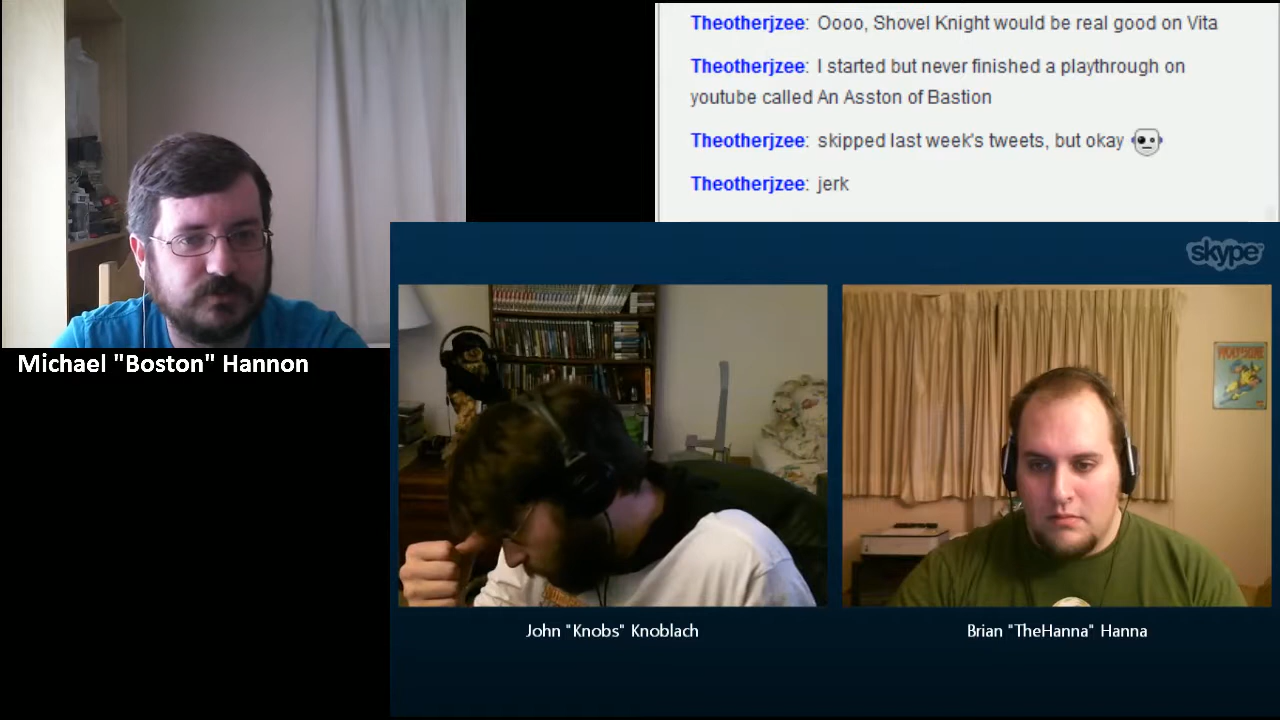 Theotherjzee: Oooo, Shovel Knight would be real good on Vita
Theotherjzee: I started but never finished a playthrough on
youtube called An Asston of Bastion
Theotherjzee: skipped last week's tweets, but okay
Theotherjzee: jerk
skype
Michael "Boston" Hannon
John "Knobs" Knoblach
Brian "TheHanna" Hanna